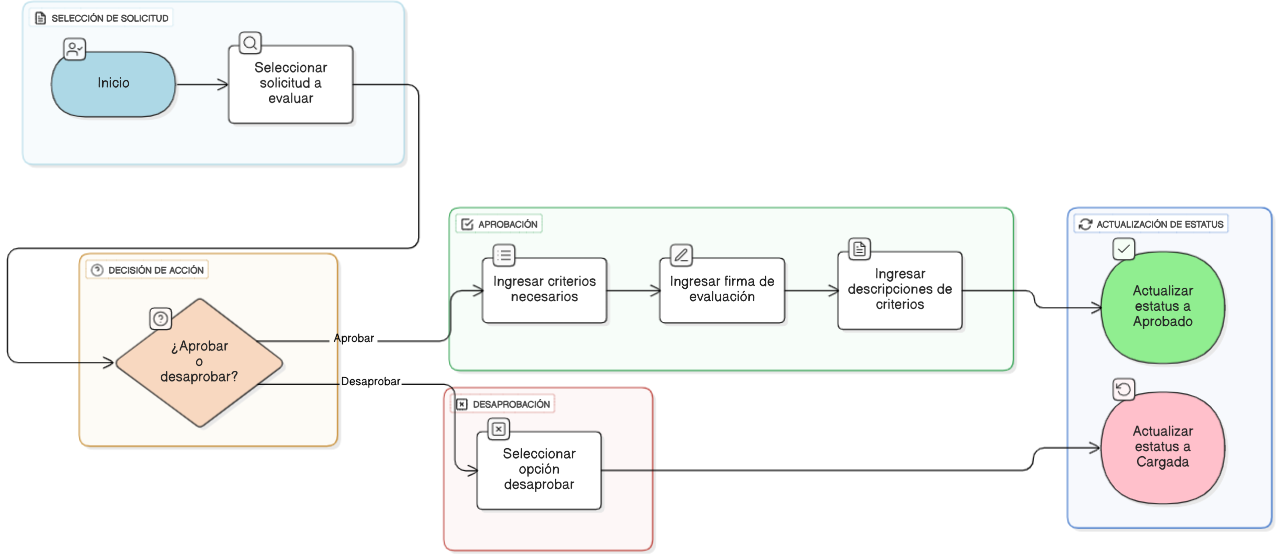 SELECCIÓN DE SOLICITUD
Inicio
Seleccionar
solicitud a
evaluar
DECISIÓN DE ACCIÓN
¿Aprobar
o
desaprobar?
Aprobar
Desaprobar
APROBACIÓN
Ingresar criterios
necesarios
Ingresar firma de
evaluación
Ingresar
descripciones de
criterios
DESAPROBACIÓN
Seleccionar
opción
desaprobar
ACTUALIZACIÓN DE ESTATUS
Actualizar
estatus a
Aprobado
Actualizar
estatus a
Cargada